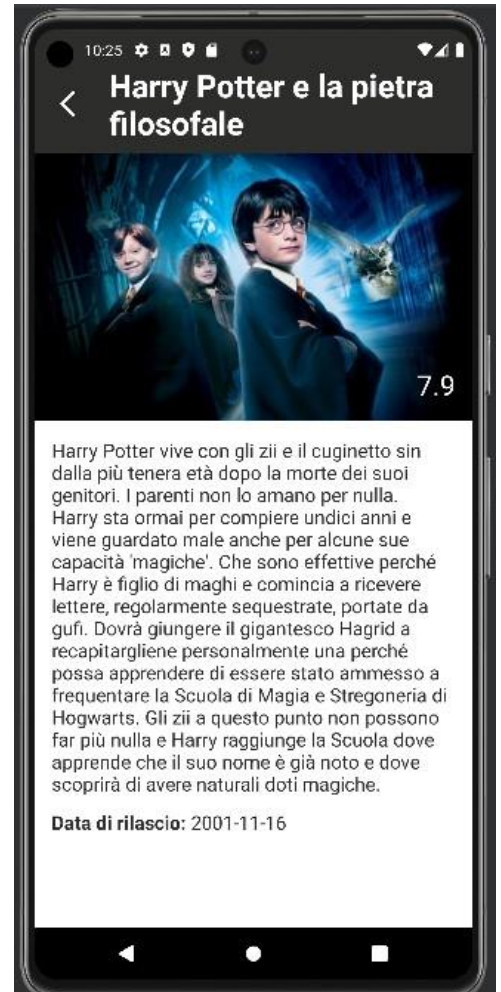 10:25
Harry Potter e la pietra
filosofale
7.9
Harry Potter vive con gli zii e il cuginetto sin
dalla più tenera età dopo la morte dei suoi
genitori. I parenti non lo amano per nulla.
Harry sta ormai per compiere undici anni e
viene guardato male anche per alcune sue
capacità 'magiche'. Che sono effettive perché
Harry è figlio di maghi e comincia a ricevere
lettere, regolarmente sequestrate, portate da
gufi. Dovrà giungere il gigantesco Hagrid a
recapitargliene personalmente una perché
possa apprendere di essere stato ammesso a
frequentare la Scuola di Magia e Stregoneria di
Hogwarts. Gli zii a questo punto non possono
far più nulla e Harry raggiunge la Scuola dove
apprende che il suo nome è già noto e dove
scoprirà di avere naturali doti magiche.
Data di rilascio: 2001-11-16